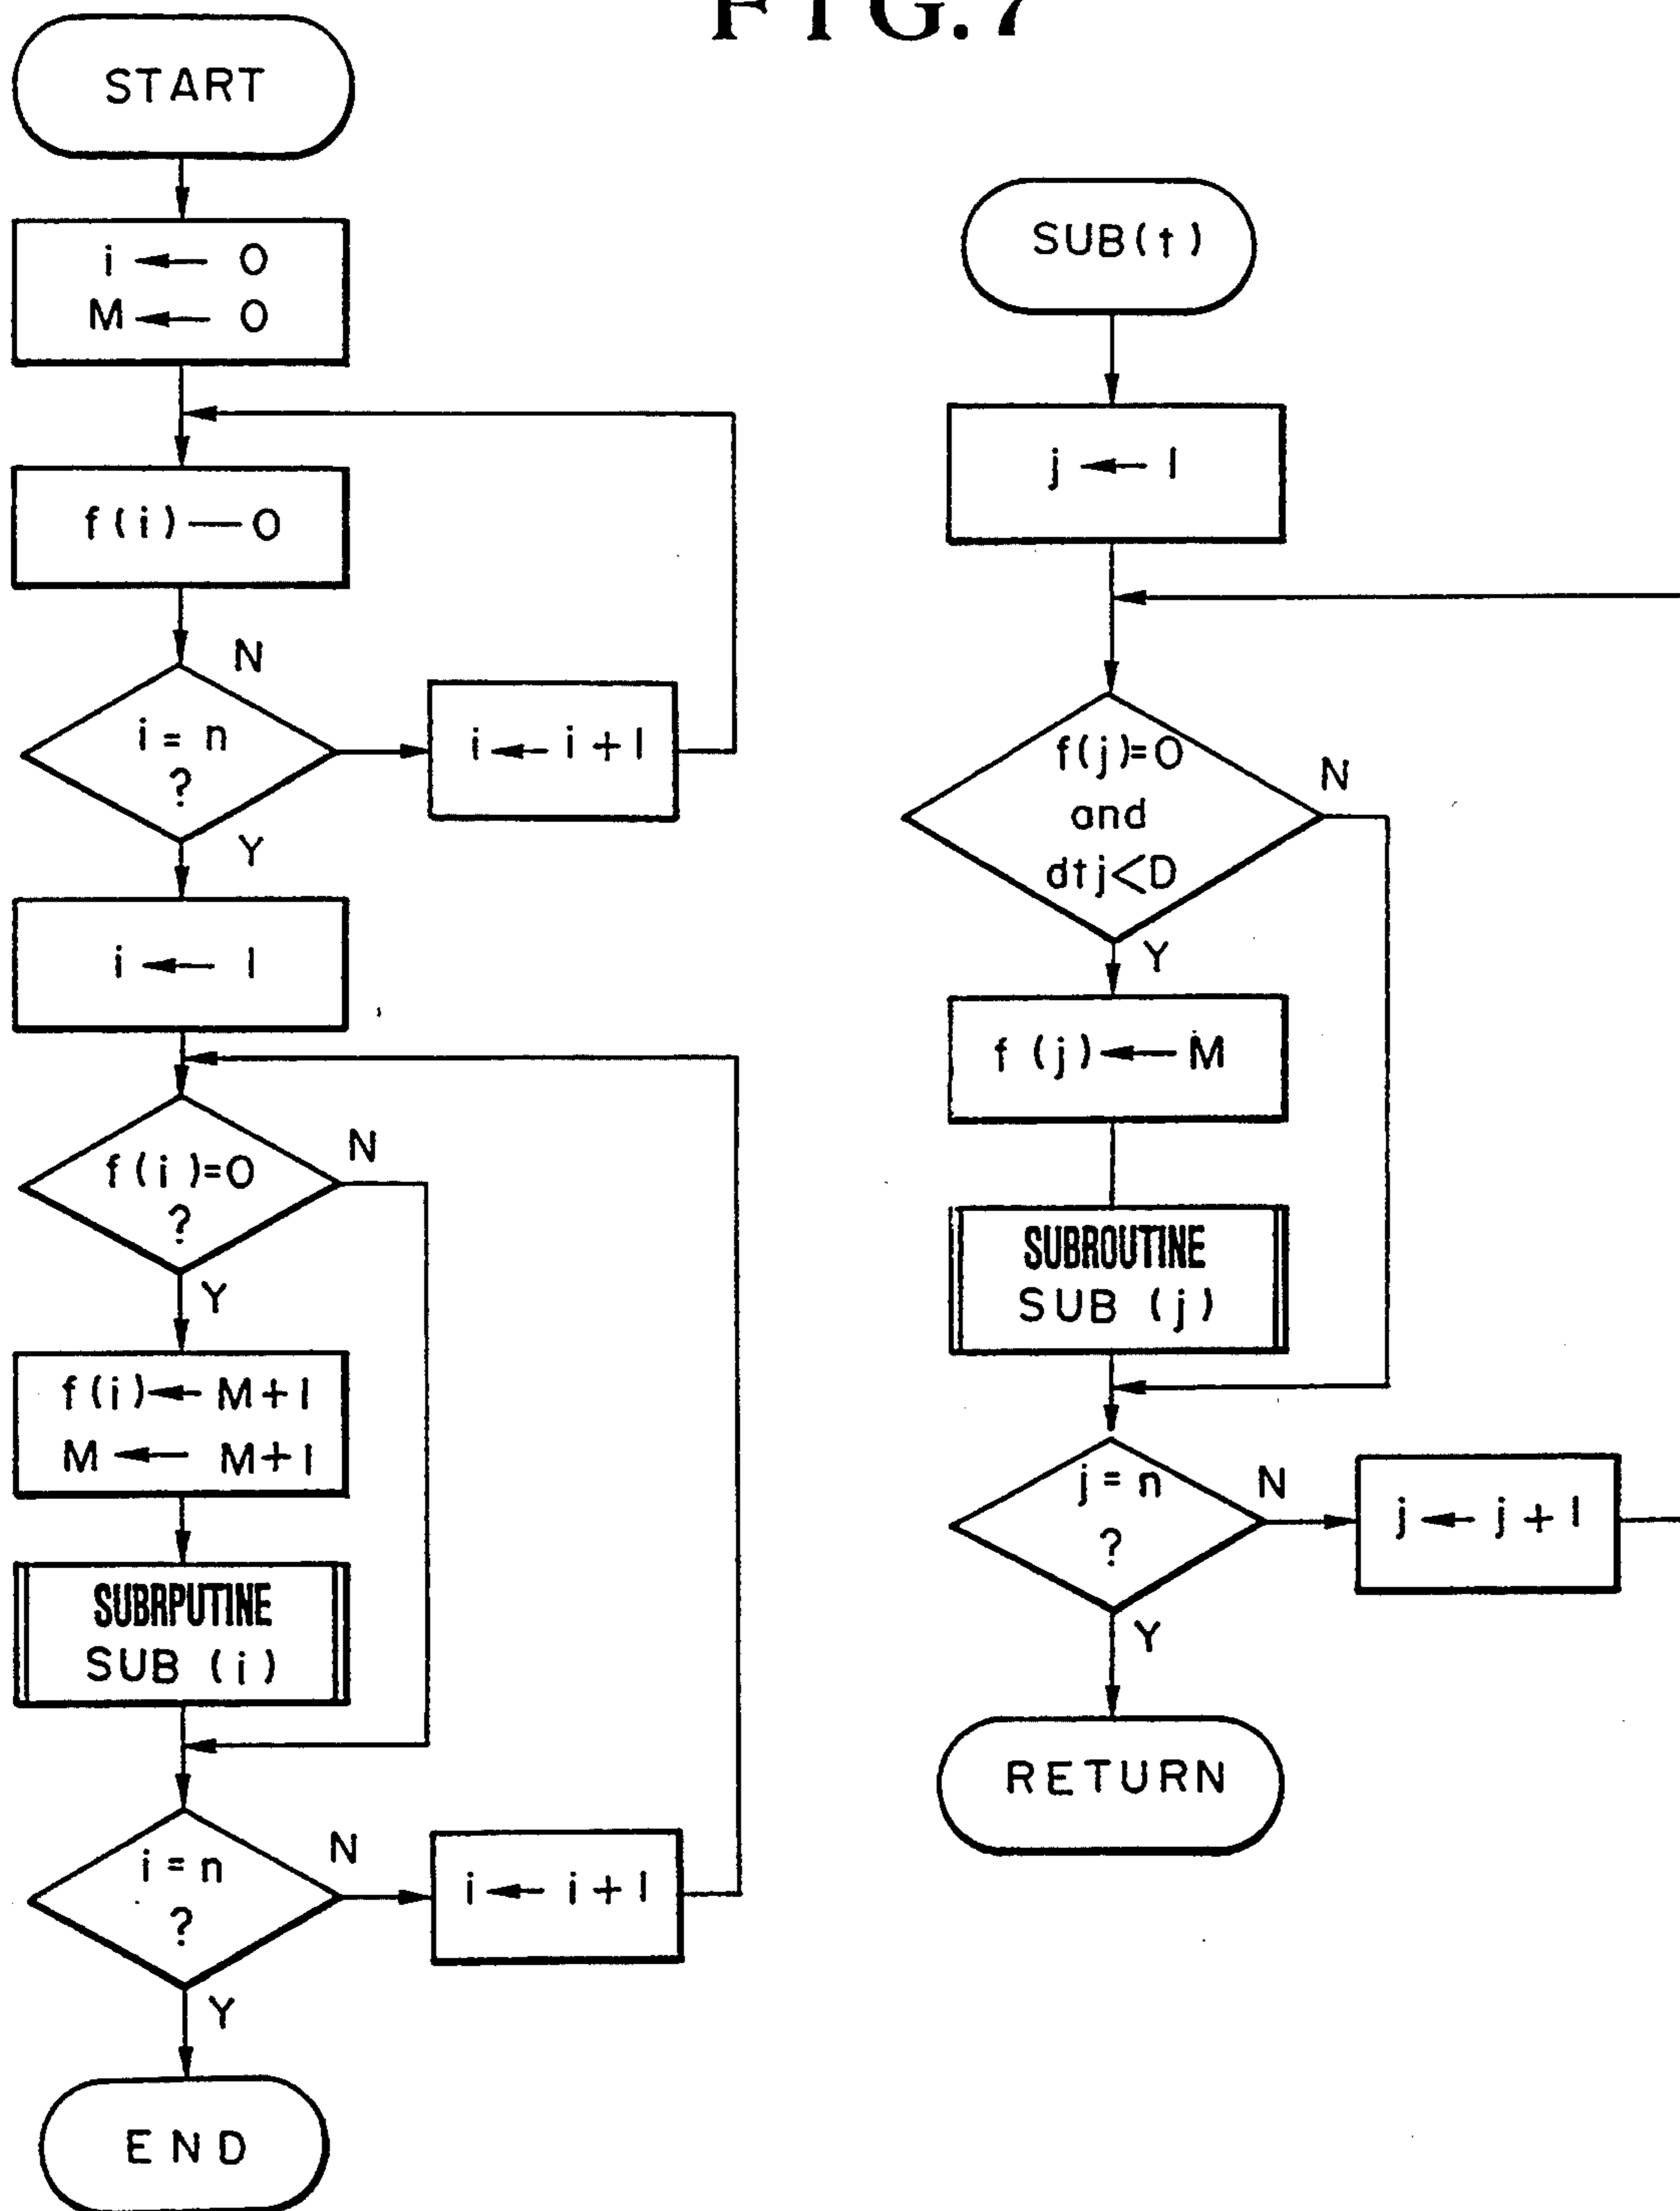 FIG.7
START
i ← 0
M ← 0
f(i) — 0
N
i = n
?
i ← i + 1
Y
i ← 1
N
f(i)=0
?
Y
f(i) ← M+1
M ← M+1
SUBRPUTINE
SUB (i)
N
i = n
?
i ← i + 1
Y
END
SUB(t)
j ← 1
f(j)=0
and
dtj<D
N
Y
f (j) ← M
SUBROUTINE
SUB (j)
j = n
?
N
j ← j + 1
Y
RETURN